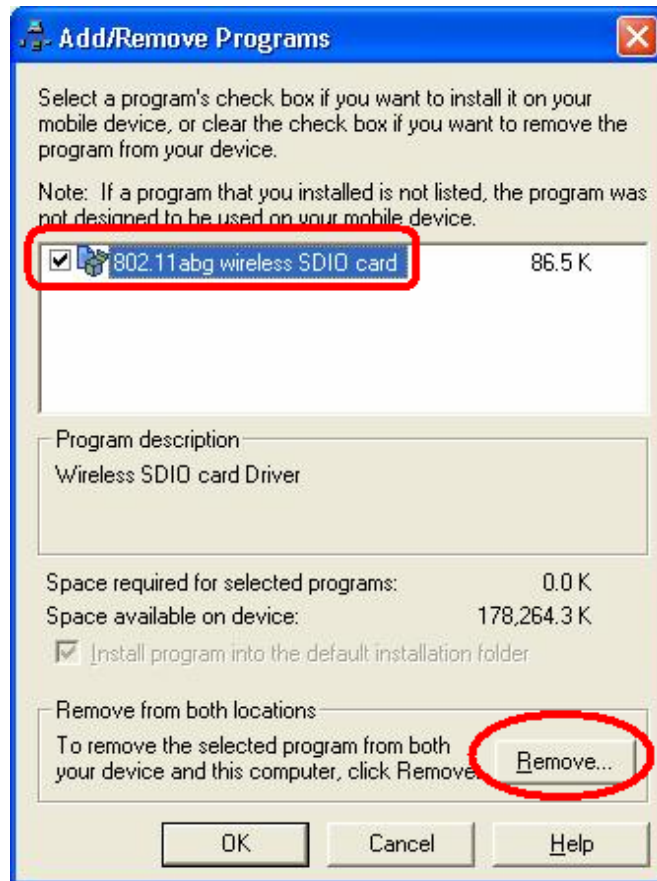 Add/Remove Programs
Select a program's check box if you want to install it on your
mobile device, or clear the check box if you want to remove the
program from your device.
Note: If a program that you installed is not listed, the program was
not designed to be used on your mobile device.
802.11abg wireless SDIO card 86.5 K
Program description
Wireless SDIO card Driver
Space required for selected programs: 0.0 K
Space available on device: 178,264.3 K
Install program into the default installation folder
Remove from both locations
To remove the selected program from both
your device and this computer, click Remove.
Remove...
OK Cancel Help